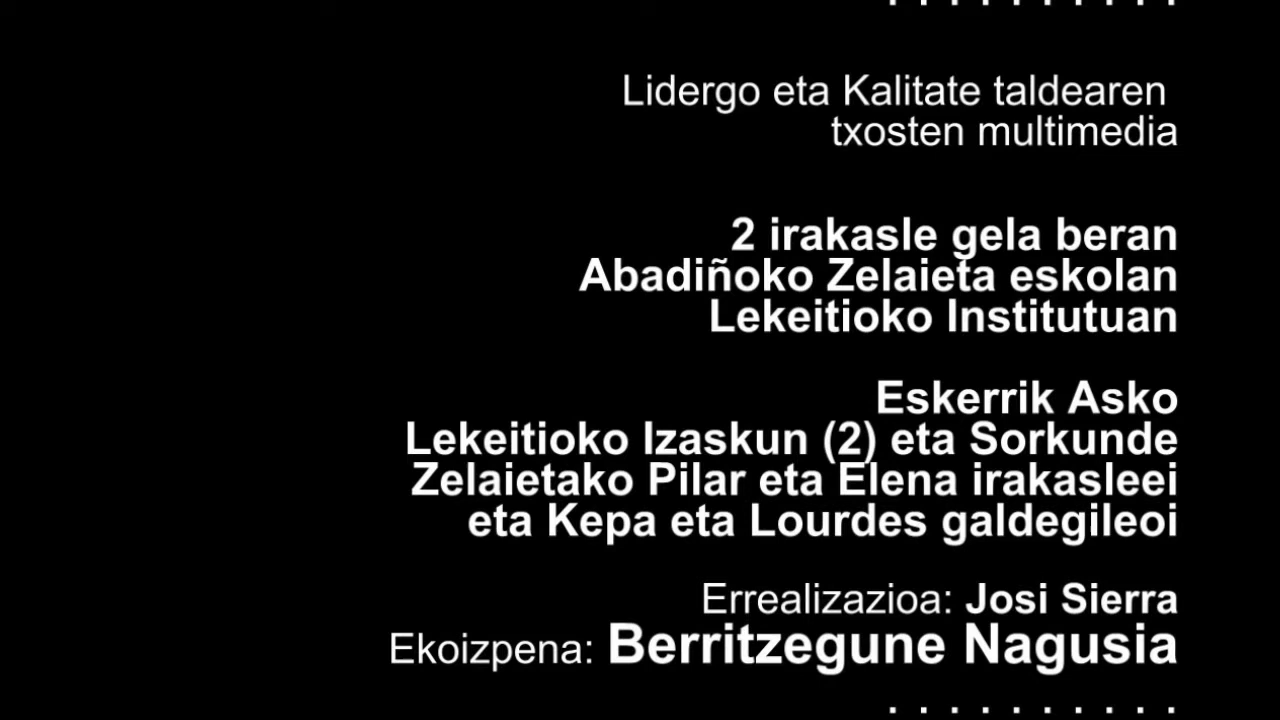 . . . . . . . . . .
Lidergo eta Kalitate taldearen
txosten multimedia
2 irakasle gela beran
Abadiñoko Zelaieta eskolan
Lekeitioko Institutuan
Eskerrik Asko
Lekeitioko Izaskun (2) eta Sorkunde
Zelaietako Pilar eta Elena irakasleei
eta Kepa eta Lourdes galdegileoi
Errealizazioa: Josi Sierra
Ekoizpena: Berritzegune Nagusia
. . . . . . . . . .